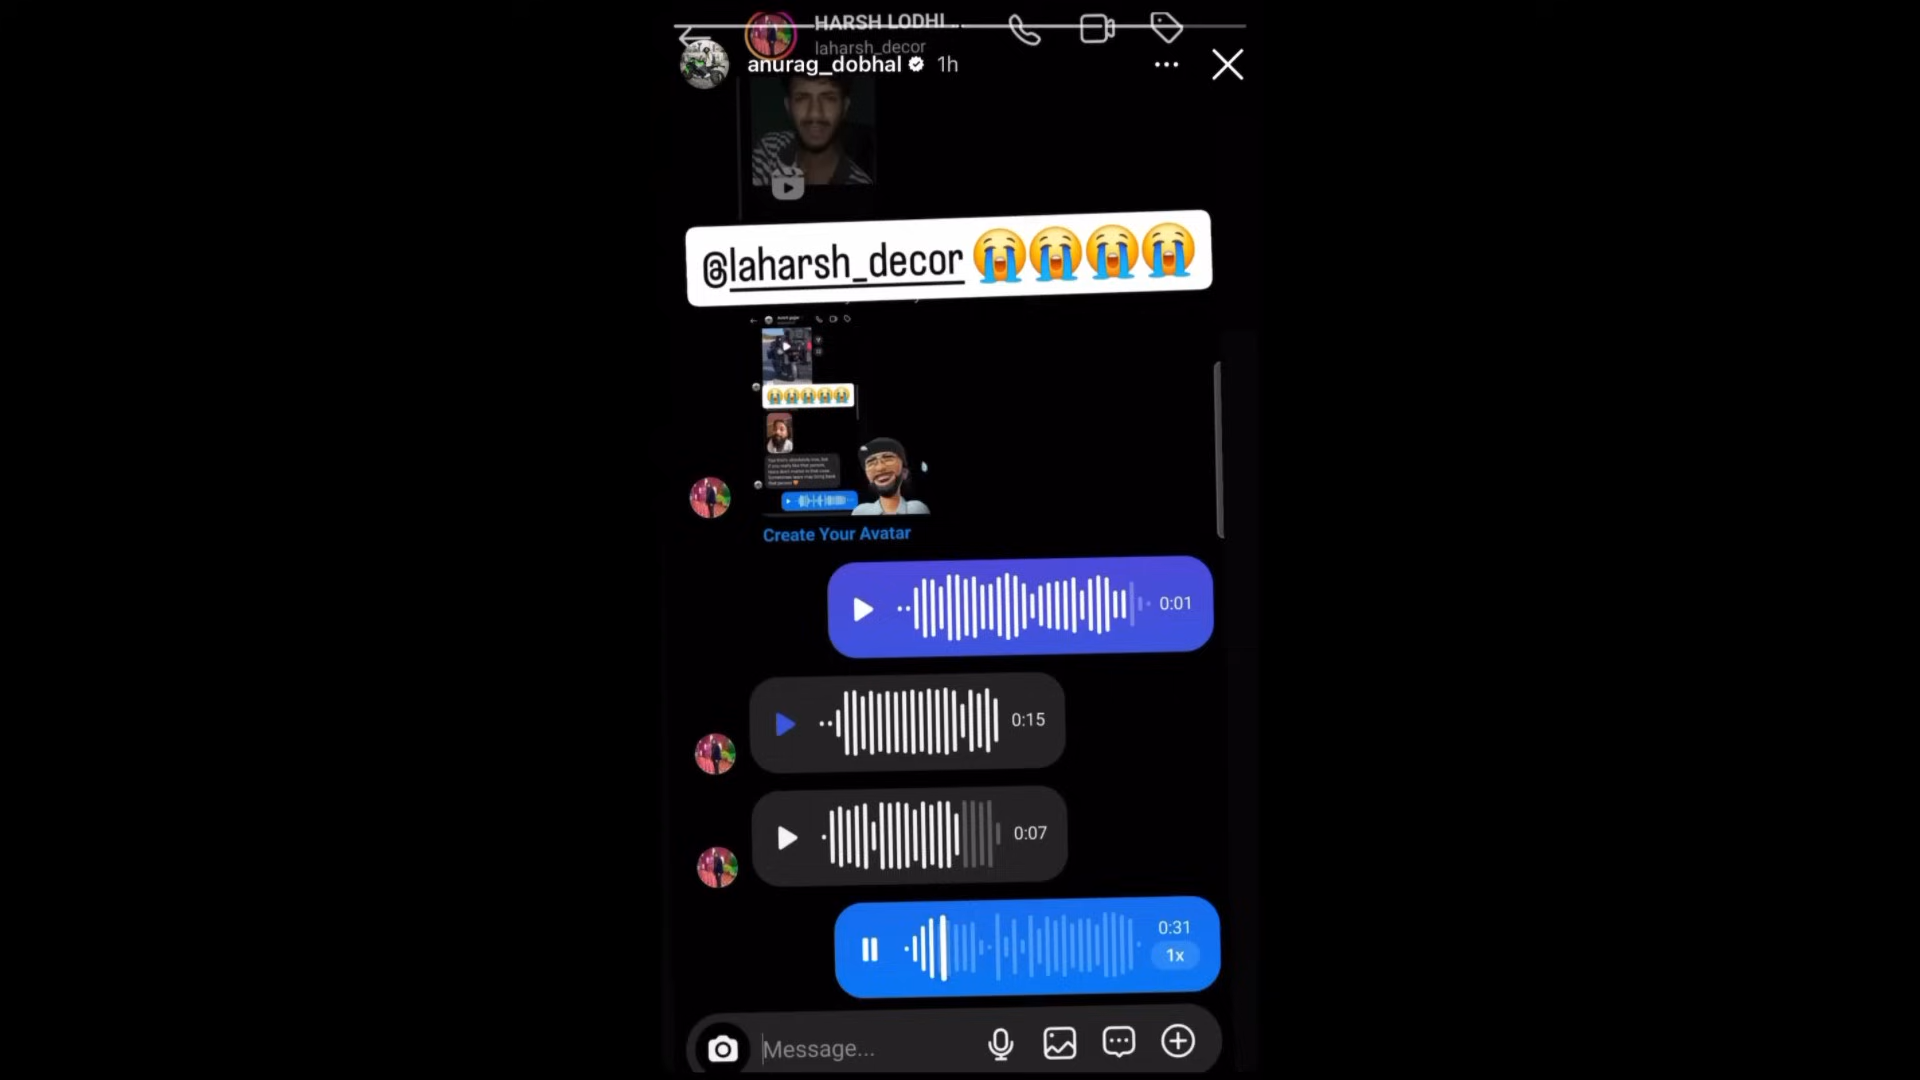 HARSH LODHI ...
laharsh_decor
anurag_dobhal 1h
@laharsh_decor 😭😭😭😭
😭😭😭😭😭
Create Your Avatar
0:01
0:15
0:07
0:31
1x
Message...